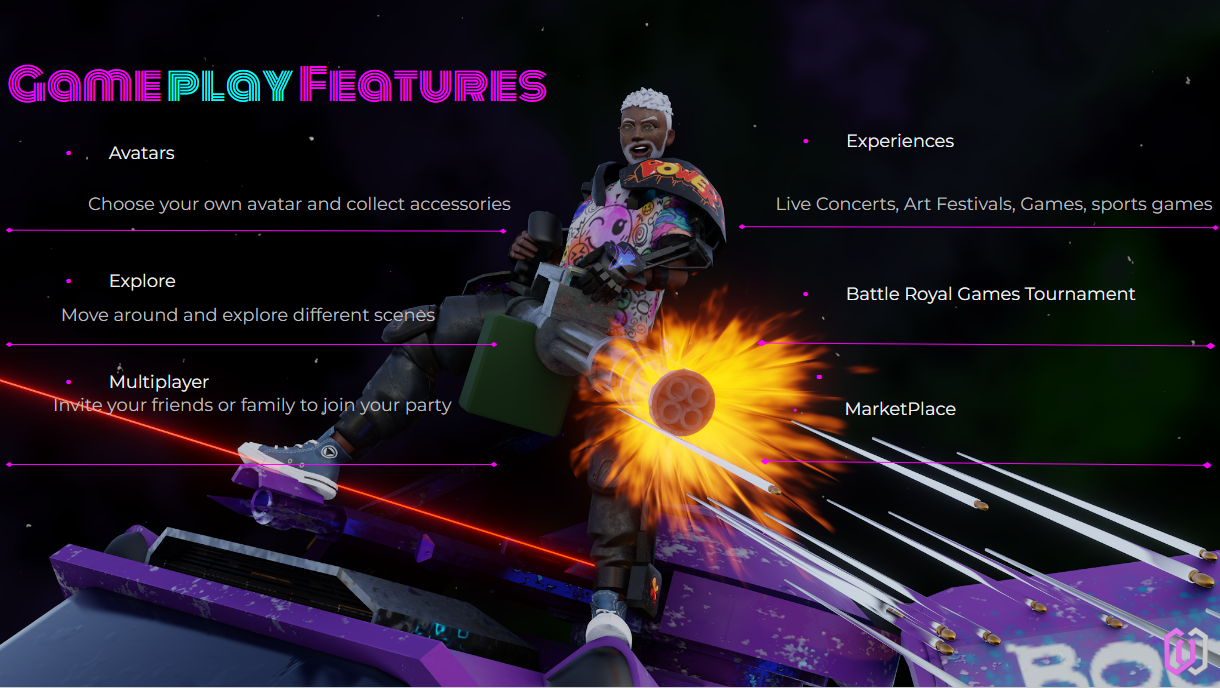 Gameplay Features
Avatars
Choose your own avatar and collect accessories
Explore
Move around and explore different scenes
Multiplayer
Invite your friends or family to join your party
Experiences
Live Concerts, Art Festivals, Games, sports games
Battle Royal Games Tournament
MarketPlace
POWER
BO